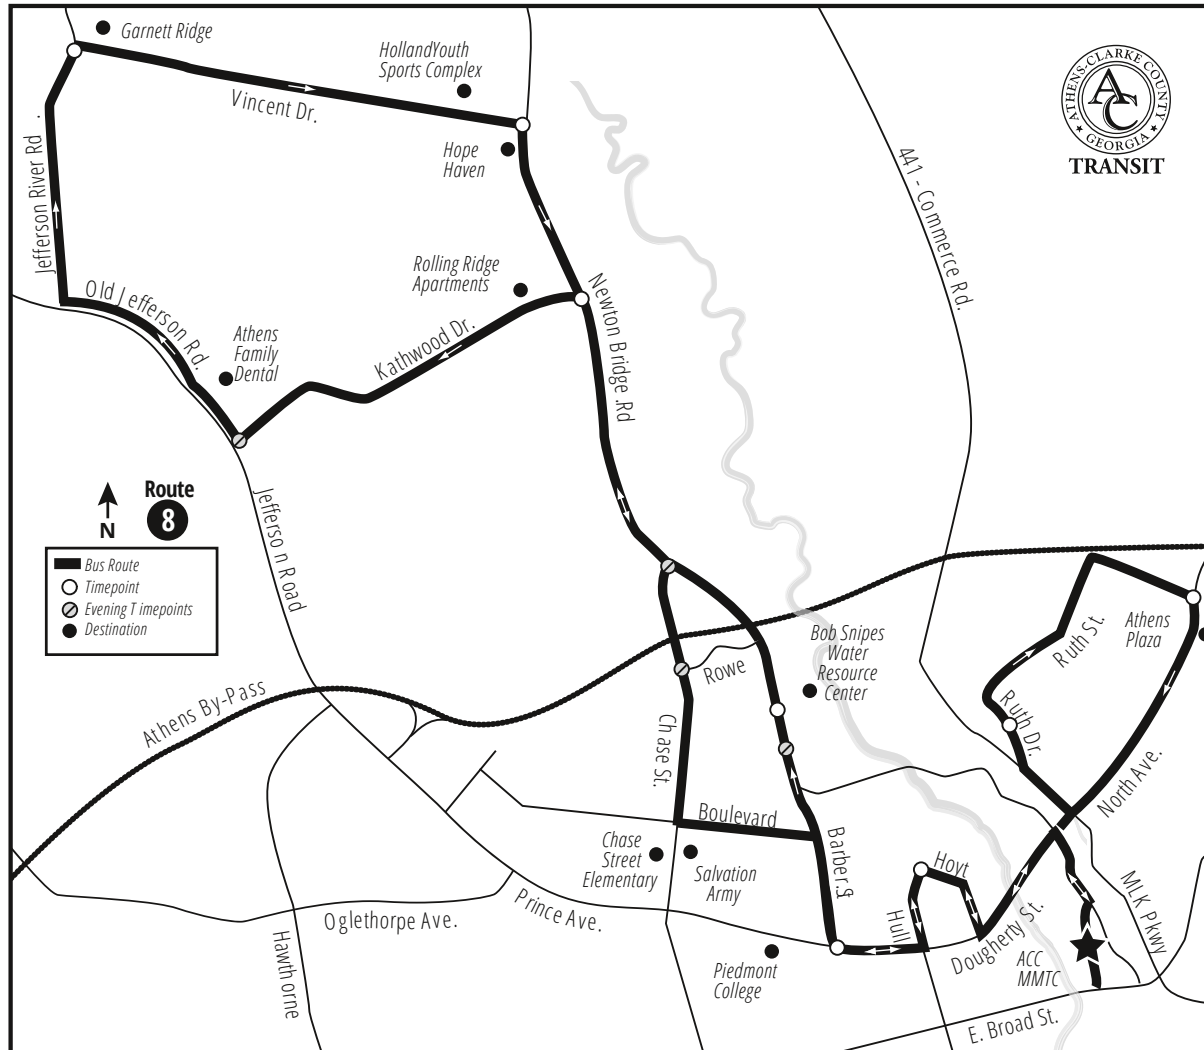 Garnett Ridge
HollandYouth
Sports Complex
Vincent Dr.
Hope
Haven
Jefferson River Rd .
441 - Commerce Rd.
ATHENS-CLARKE COUNTY
AC
GEORGIA
TRANSIT
Rolling Ridge
Apartments
Old Jefferson Rd.
Athens
Family
Dental
Kathwood Dr.
Newton Bridge .Rd
N
Route
8
Bus Route
Timepoint
Evening T imepoints
Destination
Jefferso n Road
Athens By-Pass
Rowe
Bob Snipes
Water
Resource
Center
Ruth St.
Athens
Plaza
Ruth Dr.
North Ave.
Chase St.
Boulevard
Chase
Street
Elementary
Salvation
Army
Barber St
Hoyt
Hull
Dougherty St.
MLK Pkwy
ACC
MMTC
Prince Ave.
Oglethorpe Ave.
Hawthorne
Piedmont
College
E. Broad St.